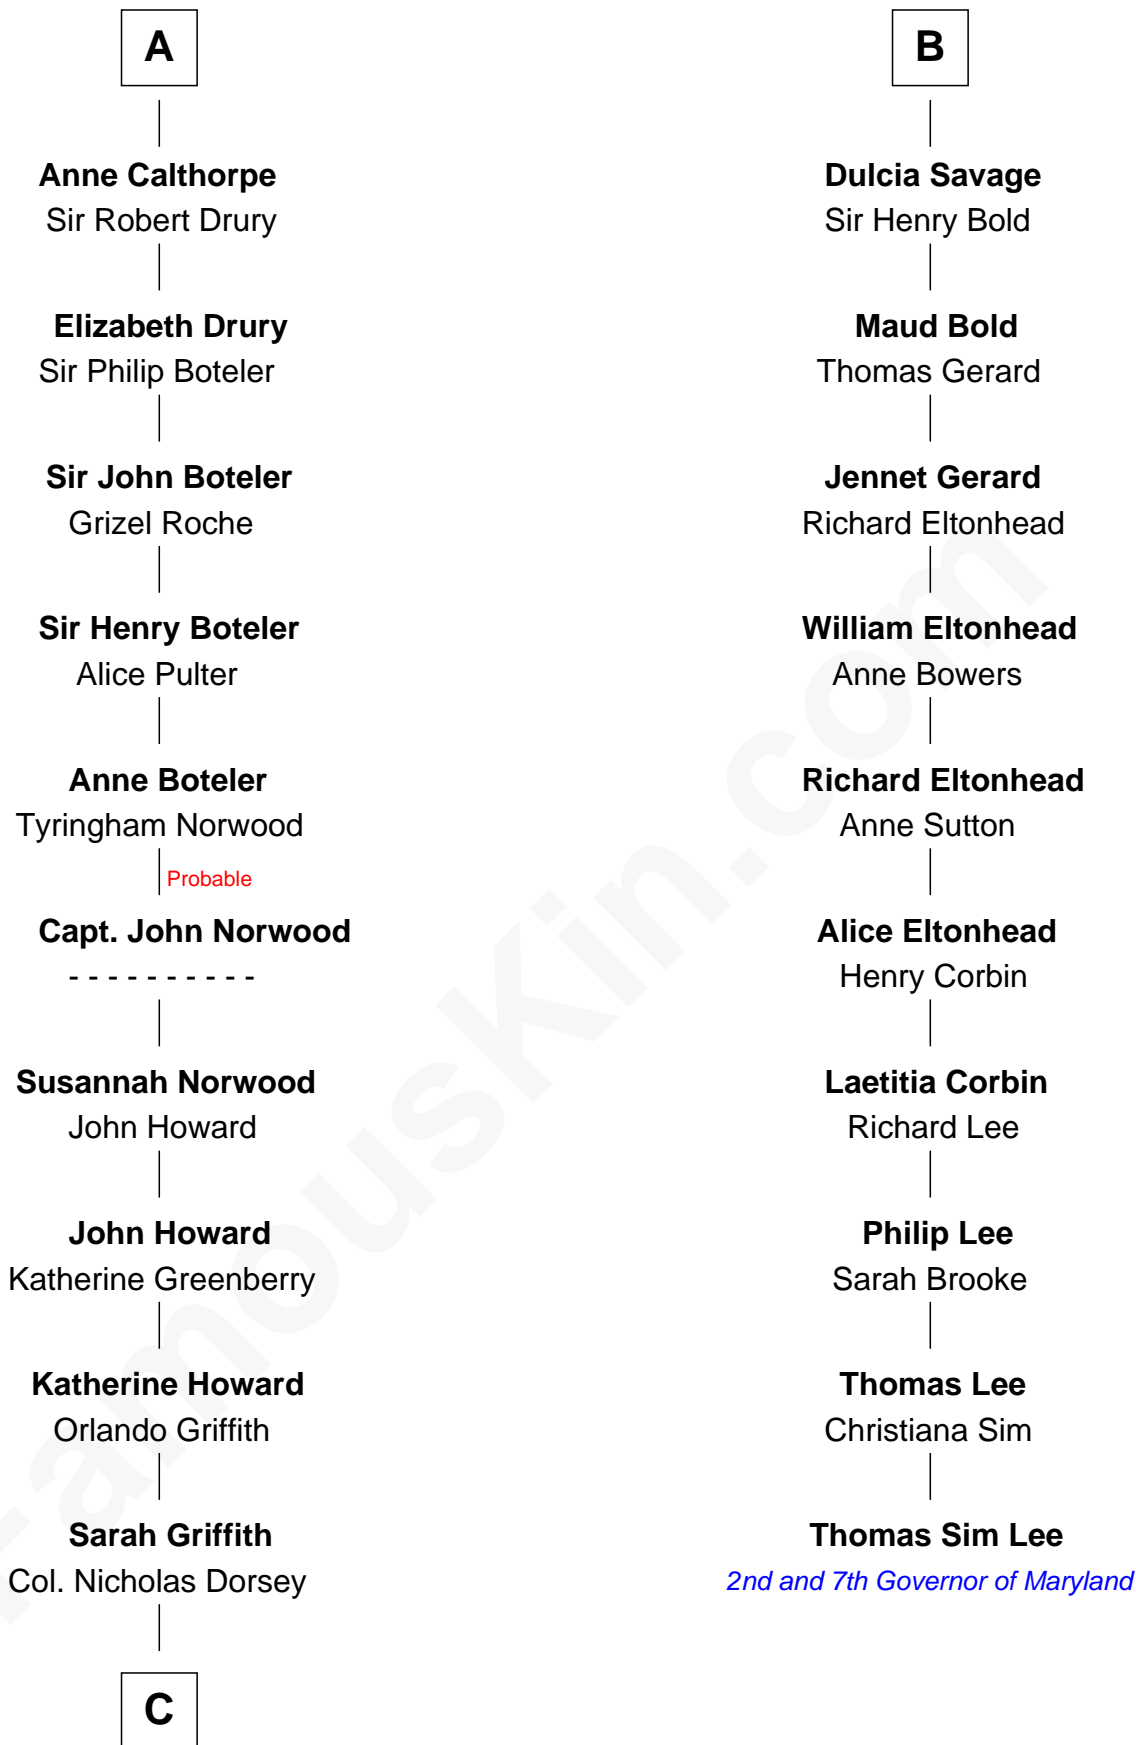 A
Anne Calthorpe
Sir Robert Drury
Elizabeth Drury
Sir Philip Boteler
Sir John Boteler
Grizel Roche
Sir Henry Boteler
Alice Pulter
Anne Boteler
Tyringham Norwood
Probable
Capt. John Norwood
- - - - - - - - - -
Susannah Norwood
John Howard
John Howard
Katherine Greenberry
Katherine Howard
Orlando Griffith
Sarah Griffith
Col. Nicholas Dorsey
C
B
Dulcia Savage
Sir Henry Bold
Maud Bold
Thomas Gerard
Jennet Gerard
Richard Eltonhead
William Eltonhead
Anne Bowers
Richard Eltonhead
Anne Sutton
Alice Eltonhead
Henry Corbin
Laetitia Corbin
Richard Lee
Philip Lee
Sarah Brooke
Thomas Lee
Christiana Sim
Thomas Sim Lee
2nd and 7th Governor of Maryland
FamousKin.com